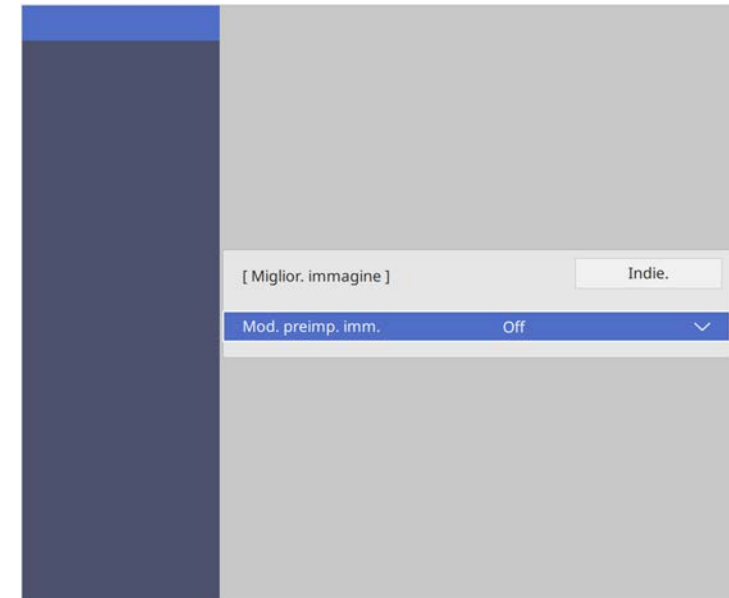 [ Miglior. immagine ] Indie.
Mod. preimp. imm. Off